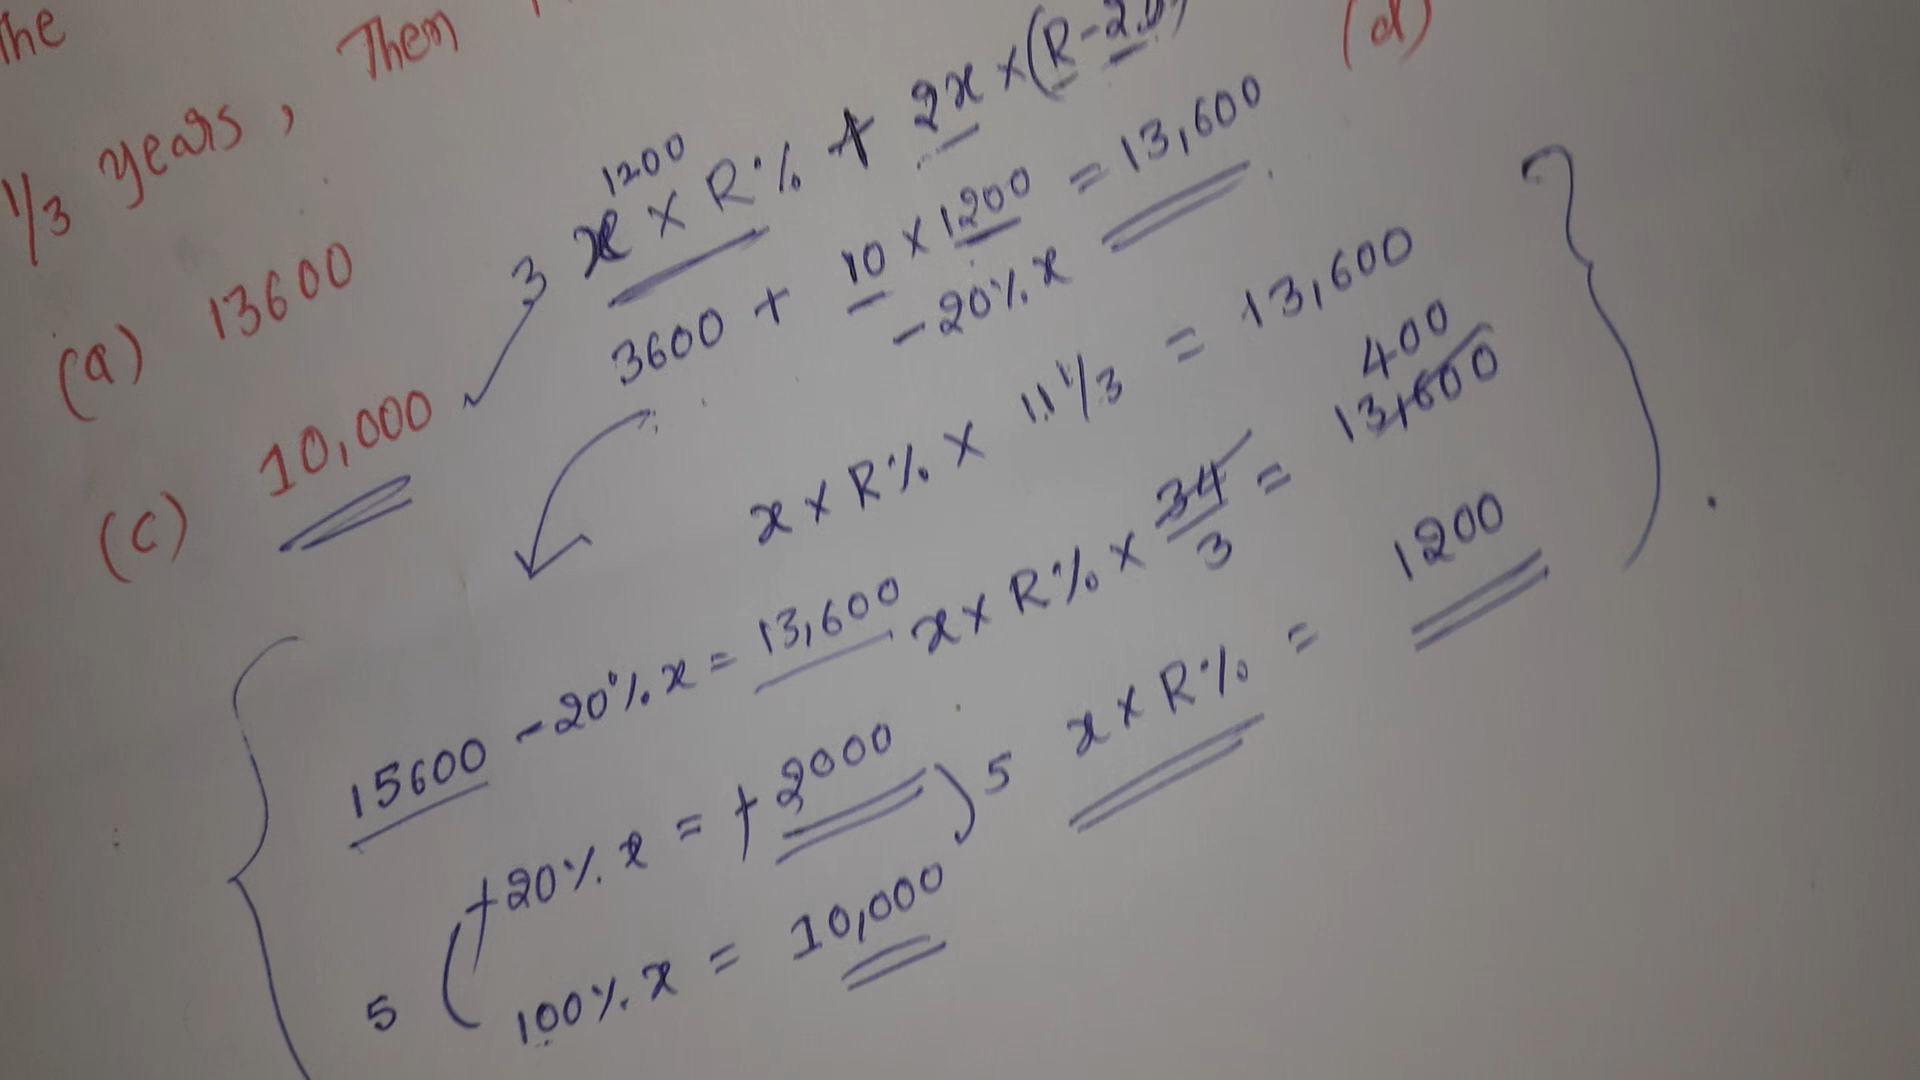 The
1/3 years, Then
(d)
(a) 13600
(c) 10,000
1200
3 x × R% + 2x × (R-2
3600 + 10 × 1200 = 13,600
- 20% x
x × R% × 11 1/3 = 13,600
400
x × R% × 34/3 = 13,600
x × R% = 1200
15600 - 20% x = 13,600
5 ( +20% x = +2000 ) 5
100% x = 10,000